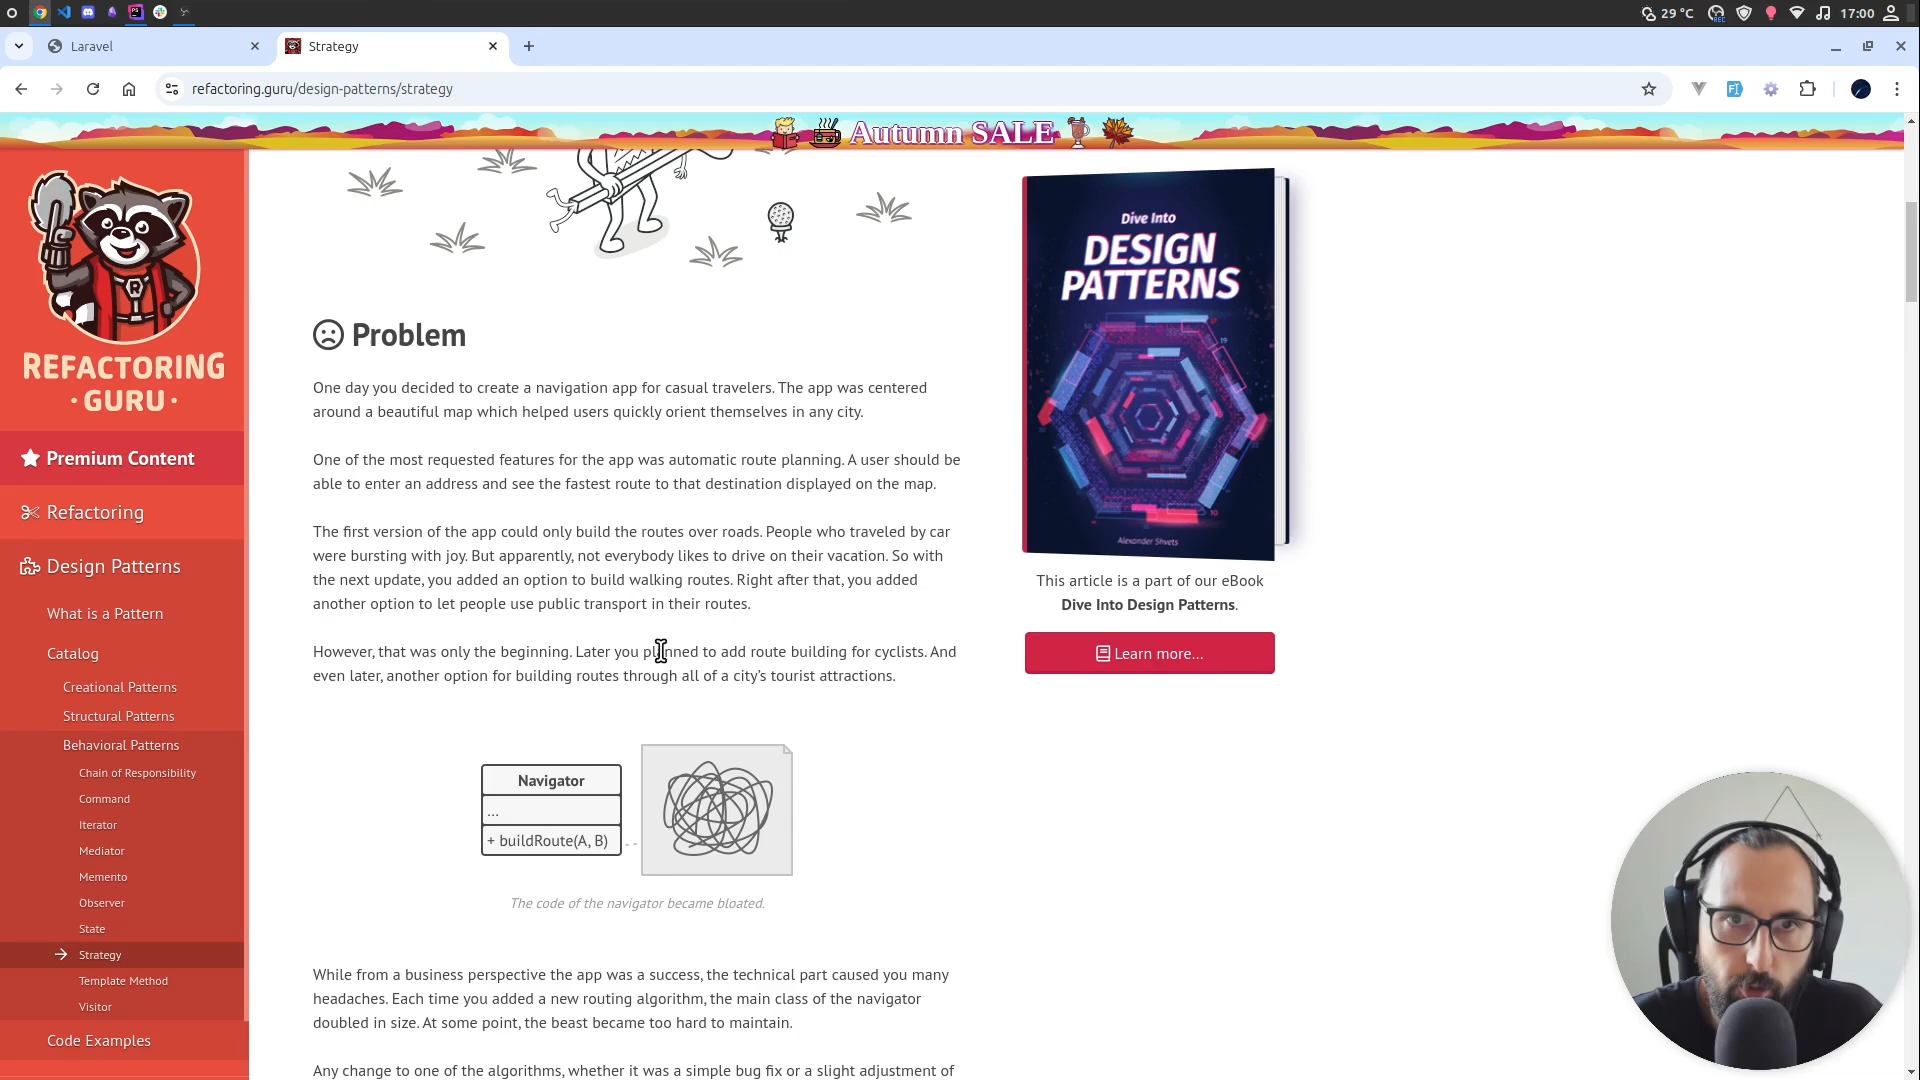 29 °C
REC
17:00
Laravel
Strategy
refactoring.guru/design-patterns/strategy
Autumn SALE
REFACTORING
· GURU ·
Premium Content
Refactoring
Design Patterns
What is a Pattern
Catalog
Creational Patterns
Structural Patterns
Behavioral Patterns
Chain of Responsibility
Command
Iterator
Mediator
Memento
Observer
State
Strategy
Template Method
Visitor
Code Examples
Problem
One day you decided to create a navigation app for casual travelers. The app was centered
around a beautiful map which helped users quickly orient themselves in any city.
One of the most requested features for the app was automatic route planning. A user should be
able to enter an address and see the fastest route to that destination displayed on the map.
The first version of the app could only build the routes over roads. People who traveled by car
were bursting with joy. But apparently, not everybody likes to drive on their vacation. So with
the next update, you added an option to build walking routes. Right after that, you added
another option to let people use public transport in their routes.
However, that was only the beginning. Later you planned to add route building for cyclists. And
even later, another option for building routes through all of a city's tourist attractions.
Navigator
...
+ buildRoute(A, B)
The code of the navigator became bloated.
While from a business perspective the app was a success, the technical part caused you many
headaches. Each time you added a new routing algorithm, the main class of the navigator
doubled in size. At some point, the beast became too hard to maintain.
Any change to one of the algorithms, whether it was a simple bug fix or a slight adjustment of
Dive Into
DESIGN
PATTERNS
Alexander Shvets
This article is a part of our eBook
Dive Into Design Patterns.
Learn more...